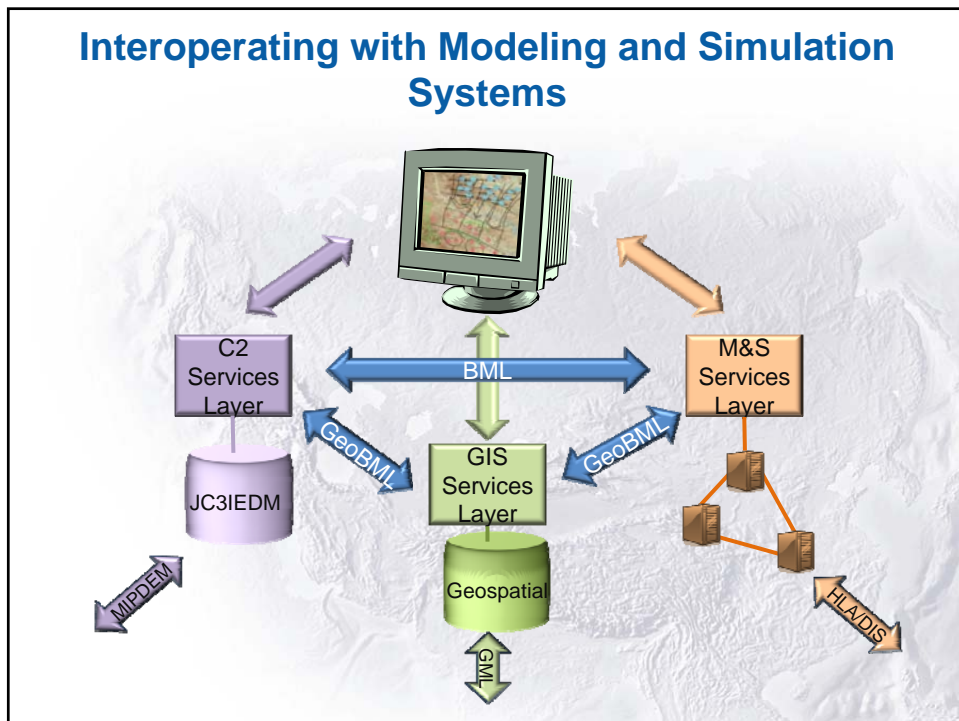 Interoperating with Modeling and Simulation
Systems
C2
Services
Layer
BML
M&S
Services
Layer
GeoBML
GeoBML
GIS
Services
Layer
JC3IEDM
Geospatial
MIPDEM
HLA/DIS
GML